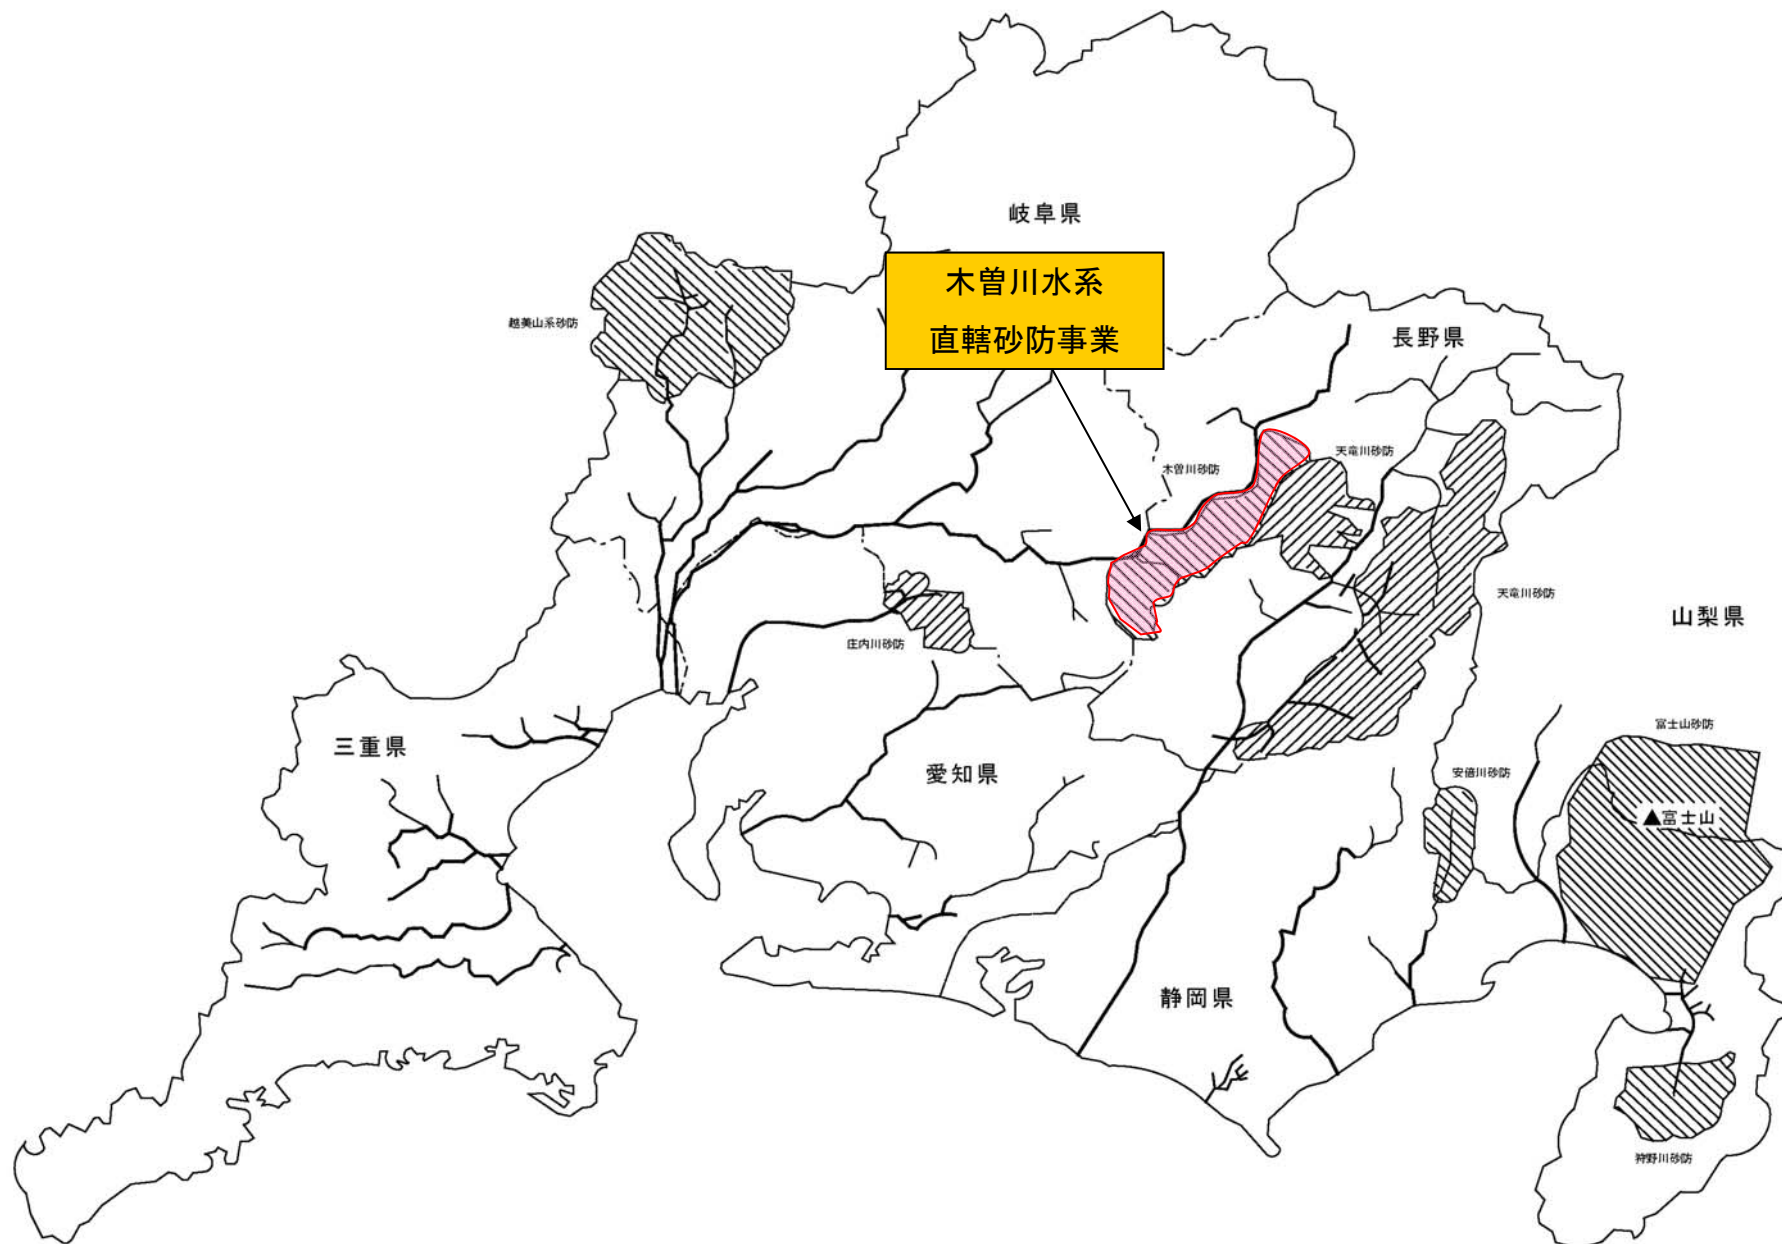 岐阜県
木曽川水系
直轄砂防事業
越美山系砂防
長野県
天竜川砂防
木曽川砂防
天竜川砂防
山梨県
庄内川砂防
富士山砂防
三重県
愛知県
安倍川砂防
▲富士山
静岡県
狩野川砂防